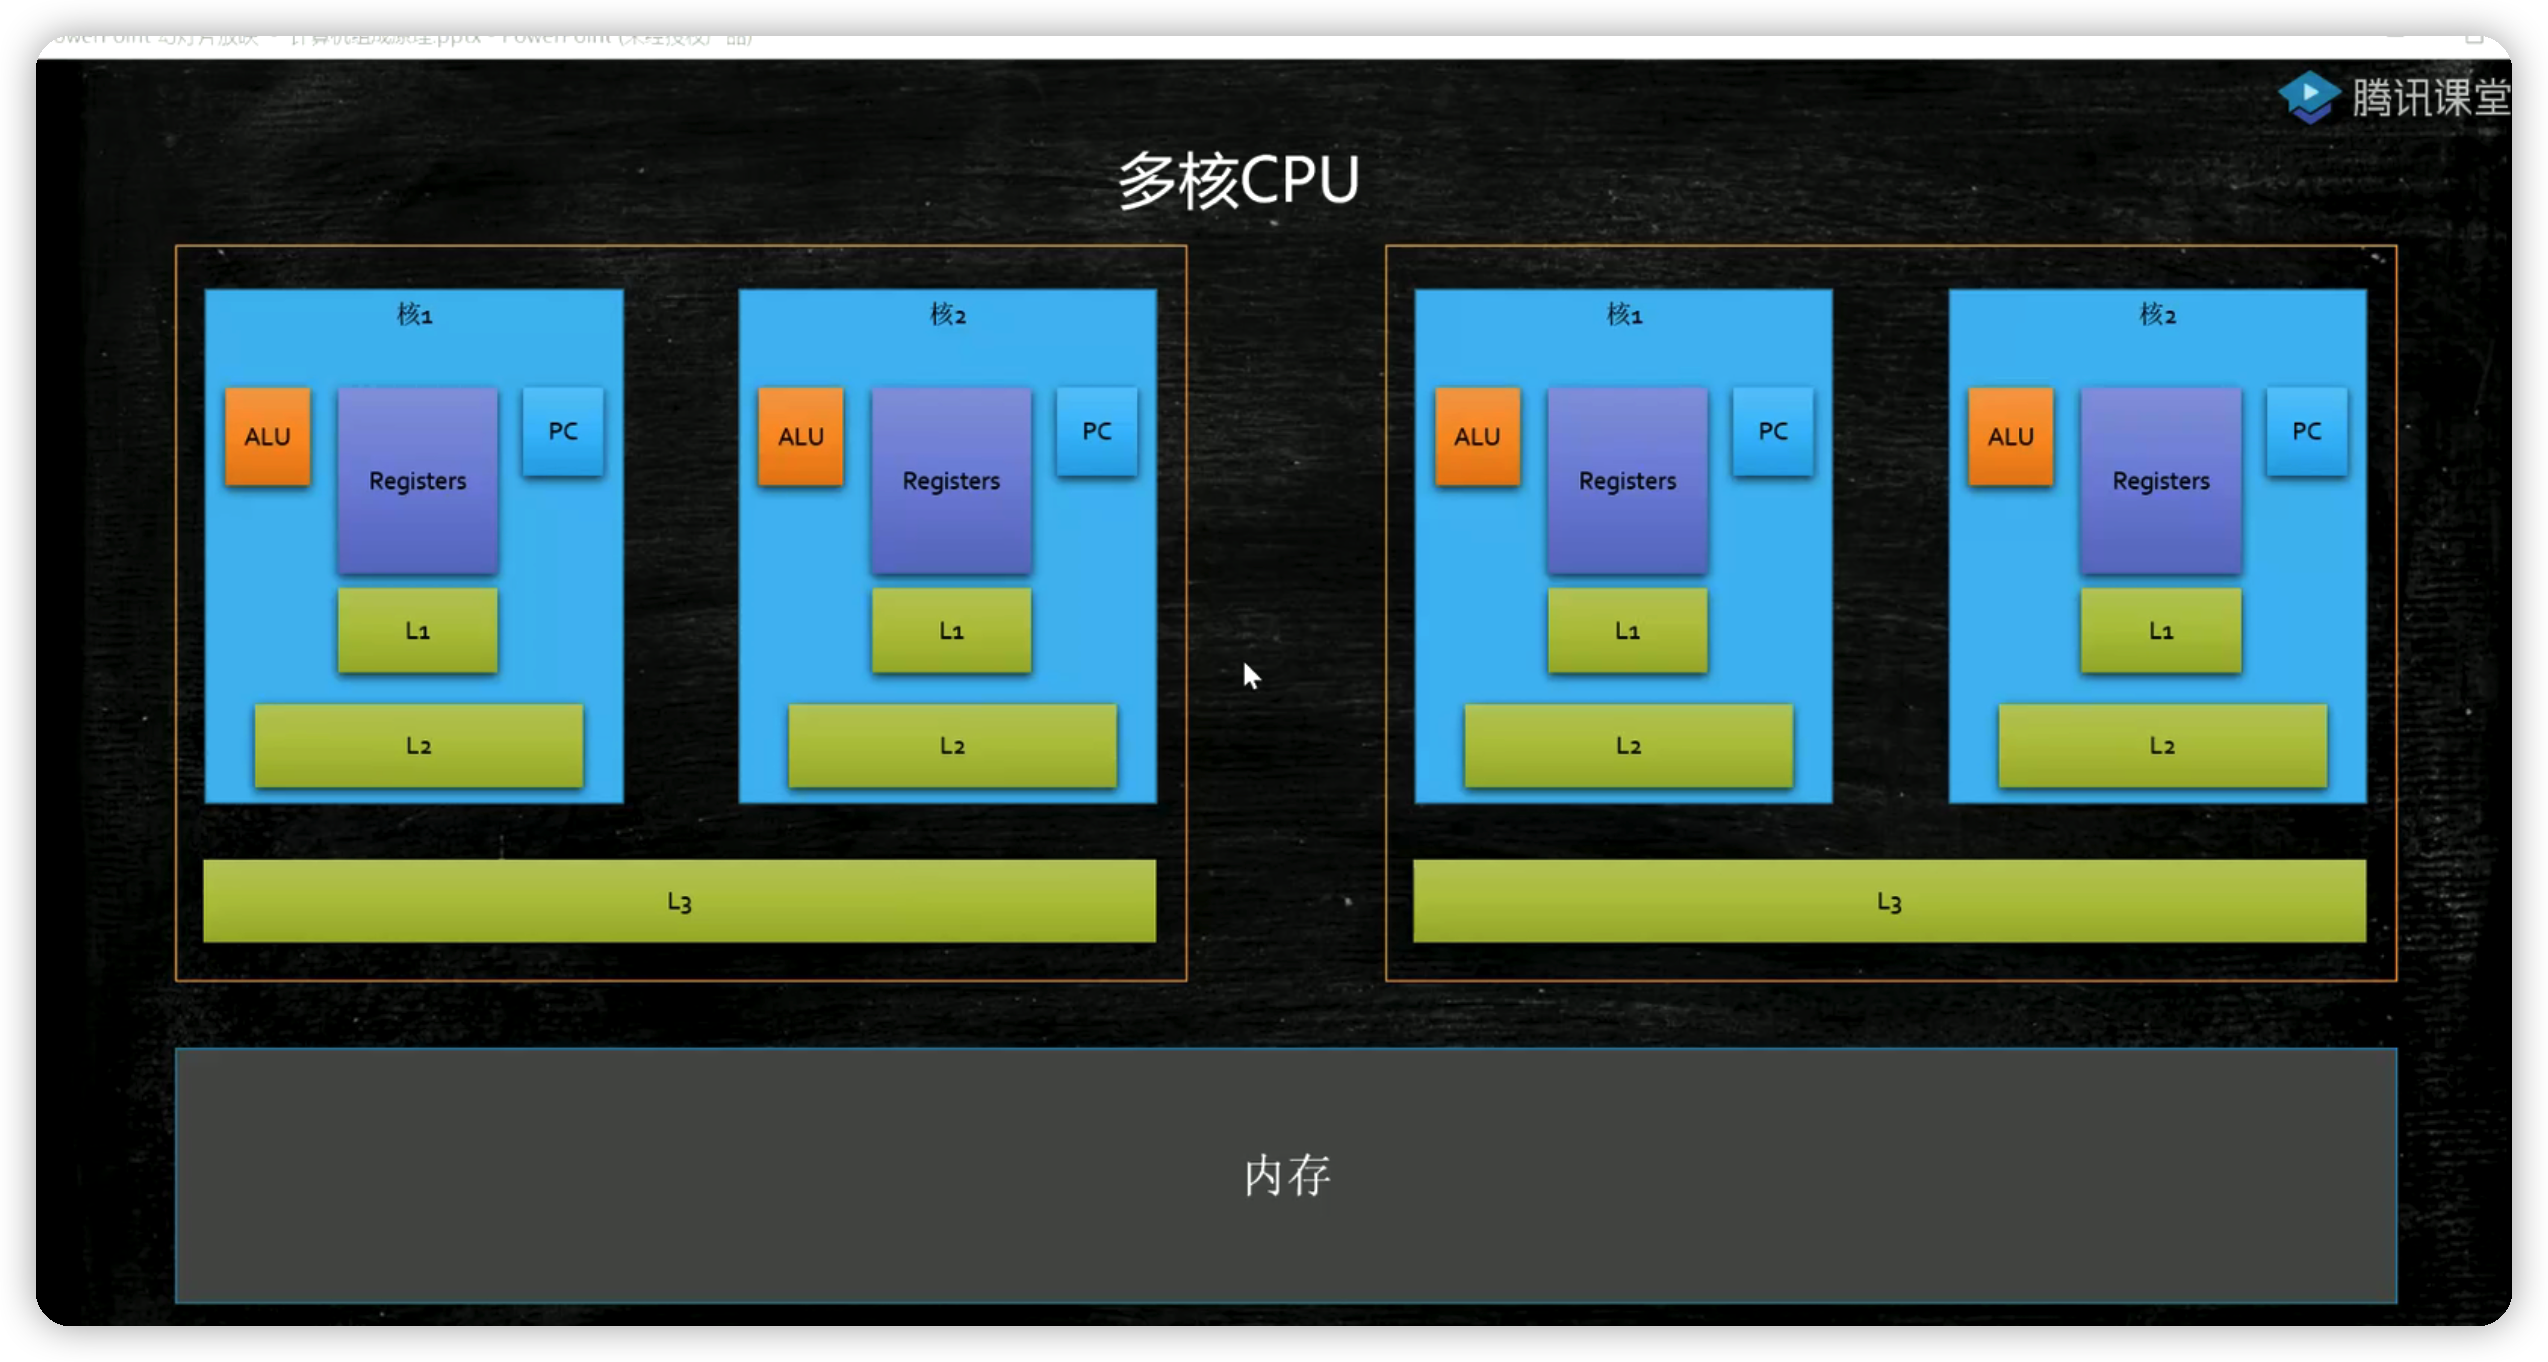 腾讯课堂
多核CPU
核1
核2
核1
核2
ALU
Registers
PC
ALU
Registers
PC
ALU
Registers
PC
ALU
Registers
PC
L1
L1
L1
L1
L2
L2
L2
L2
L3
L3
内存